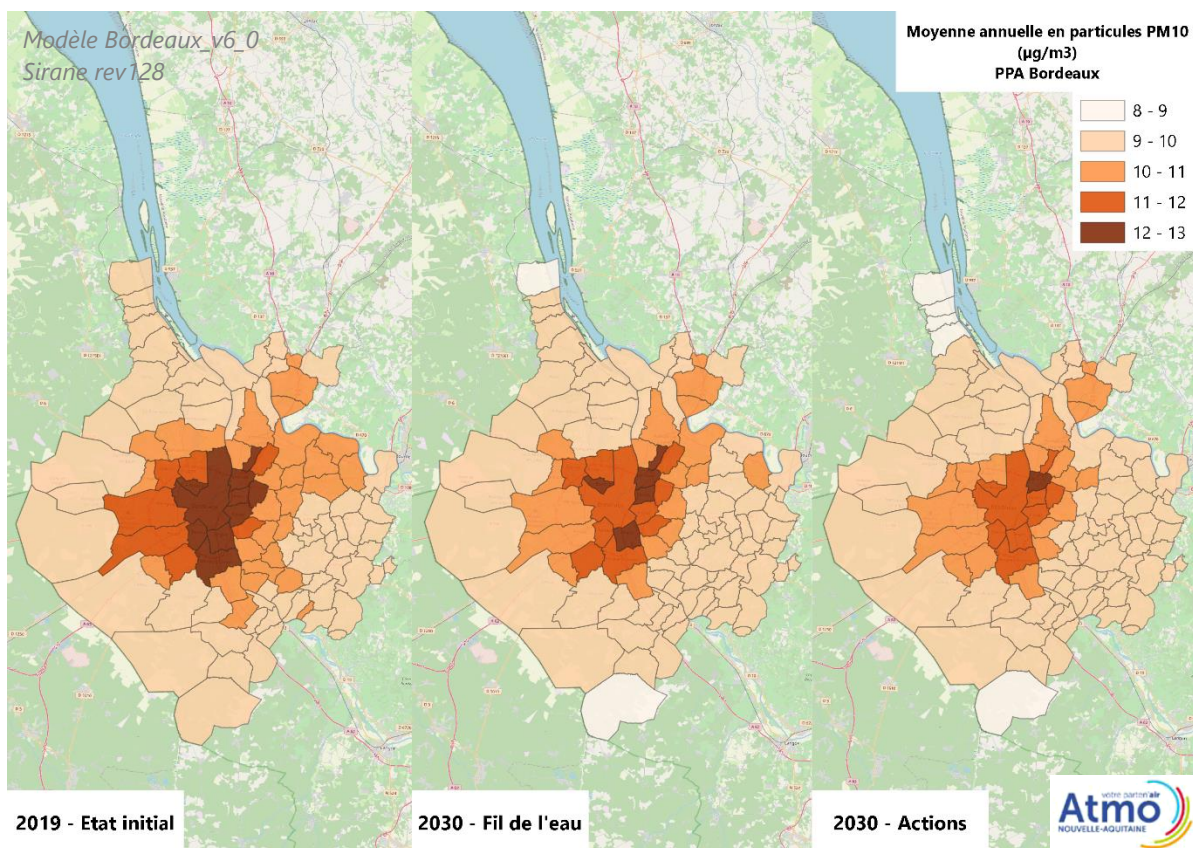 Modèle Bordeaux_v6_0
Sirane rev128
Moyenne annuelle en particules PM10
(µg/m3)
PPA Bordeaux
8 - 9
9 - 10
10 - 11
11 - 12
12 - 13
2019 - Etat initial
2030 - Fil de l'eau
2030 - Actions
votre parten'air
Atmo
NOUVELLE-AQUITAINE